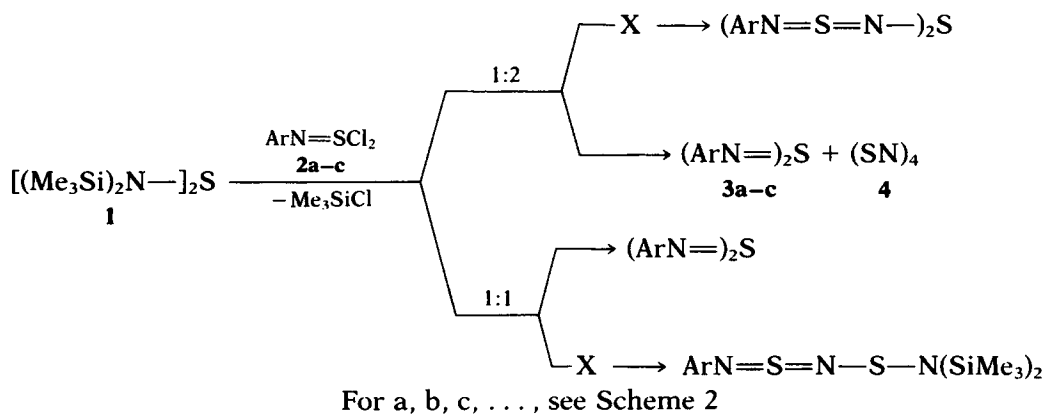 X ⟶ (ArN=S=N—)₂S
1:2
ArN=SCl₂
2a–c
(ArN=)₂S + (SN)₄
3a–c 4
[(Me₃Si)₂N—]₂S
1
−Me₃SiCl
(ArN=)₂S
1:1
X ⟶ ArN=S=N—S—N(SiMe₃)₂
For a, b, c, . . . , see Scheme 2